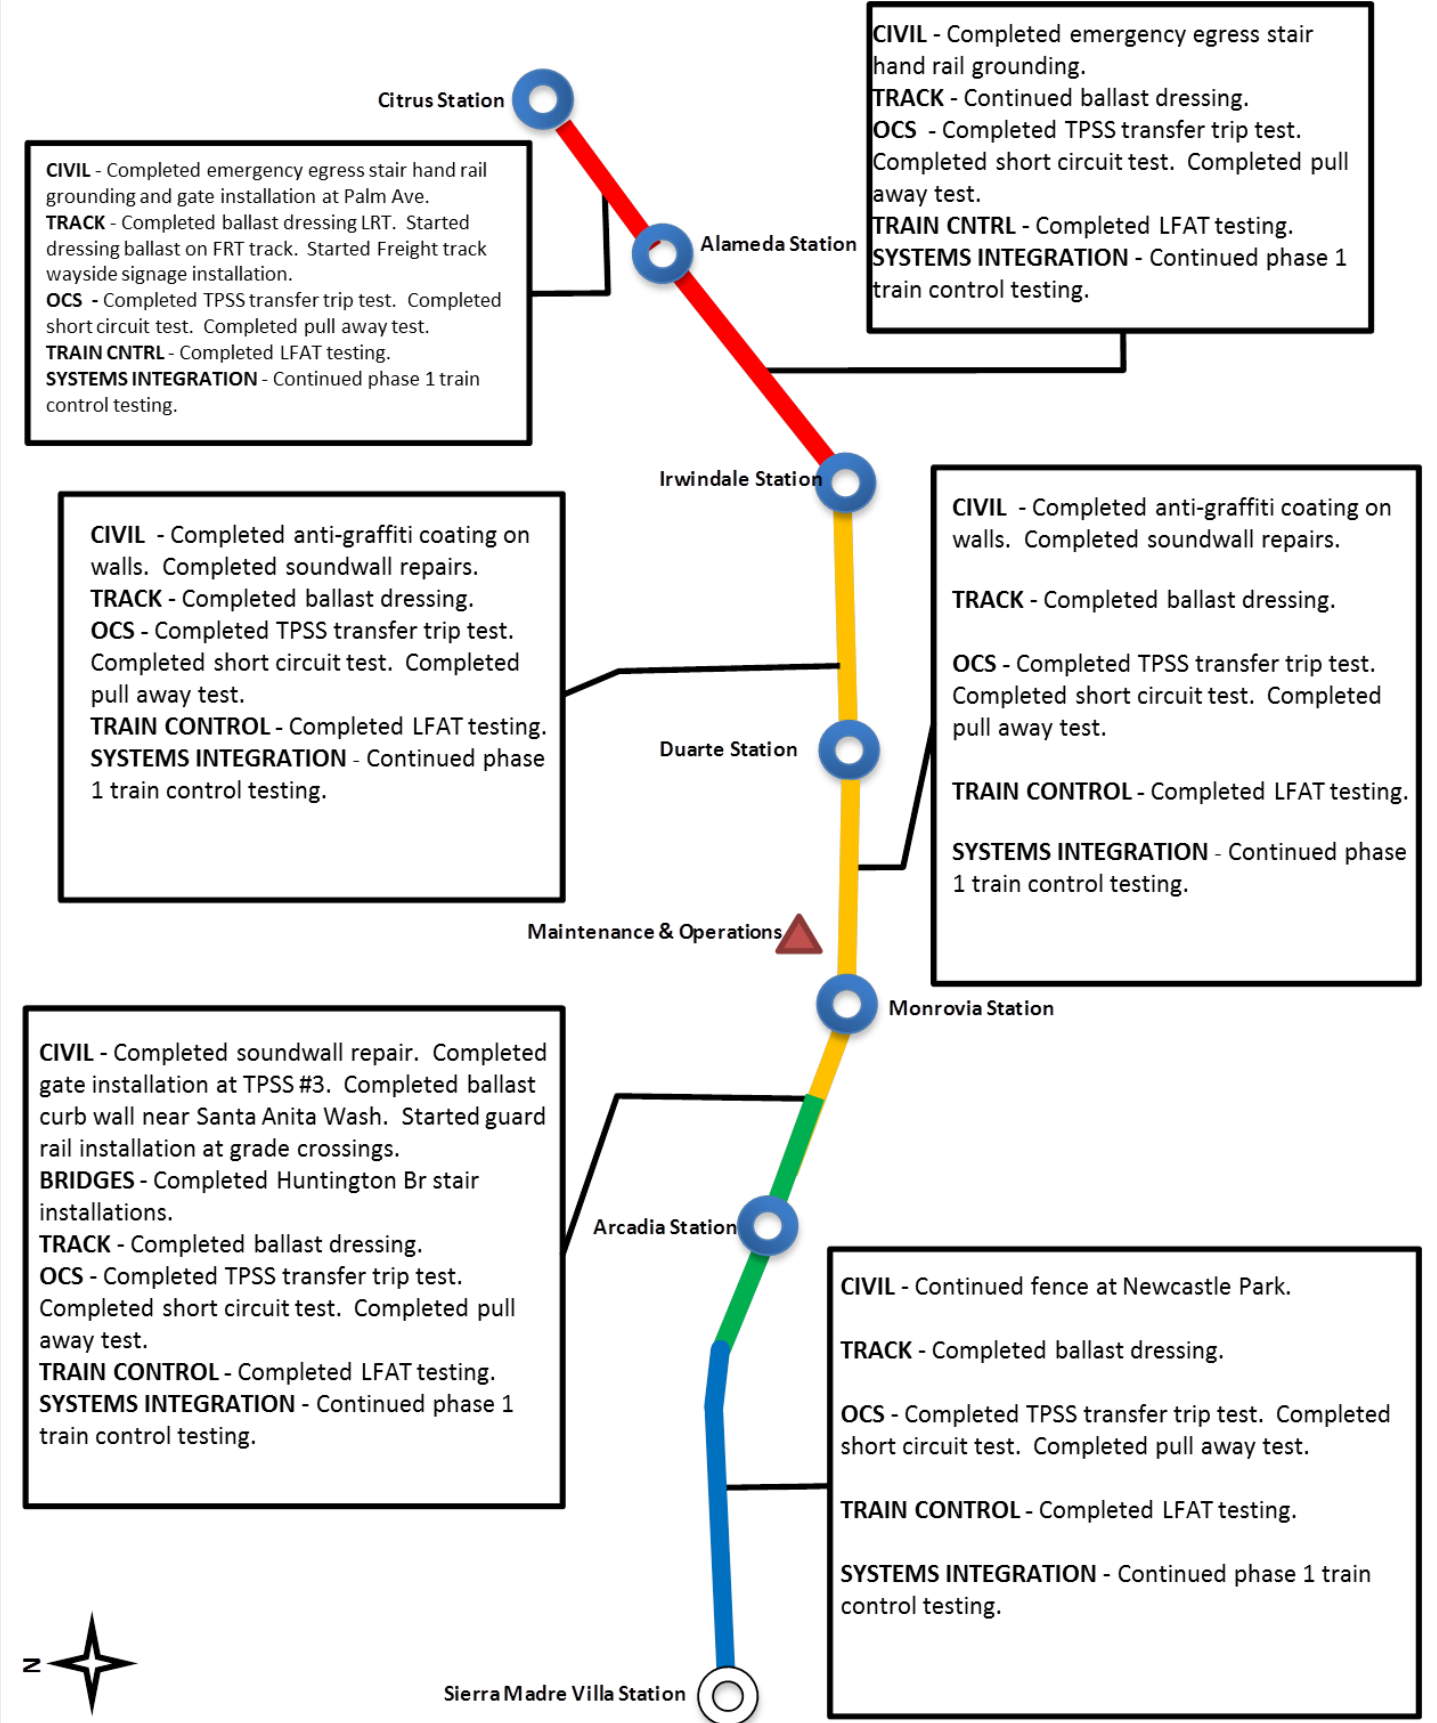 Citrus Station
CIVIL - Completed emergency egress stair
hand rail grounding.
TRACK - Continued ballast dressing.
OCS - Completed TPSS transfer trip test.
Completed short circuit test. Completed pull
away test.
TRAIN CNTRL - Completed LFAT testing.
SYSTEMS INTEGRATION - Continued phase 1
train control testing.
CIVIL - Completed emergency egress stair hand rail
grounding and gate installation at Palm Ave.
TRACK - Completed ballast dressing LRT. Started
dressing ballast on FRT track. Started Freight track
wayside signage installation.
OCS - Completed TPSS transfer trip test. Completed
short circuit test. Completed pull away test.
TRAIN CNTRL - Completed LFAT testing.
SYSTEMS INTEGRATION - Continued phase 1 train
control testing.
Alameda Station
Irwindale Station
CIVIL - Completed anti-graffiti coating on
walls. Completed soundwall repairs.
TRACK - Completed ballast dressing.
OCS - Completed TPSS transfer trip test.
Completed short circuit test. Completed
pull away test.
TRAIN CONTROL - Completed LFAT testing.
SYSTEMS INTEGRATION - Continued phase
1 train control testing.
CIVIL - Completed anti-graffiti coating on
walls. Completed soundwall repairs.
TRACK - Completed ballast dressing.
OCS - Completed TPSS transfer trip test.
Completed short circuit test. Completed
pull away test.
TRAIN CONTROL - Completed LFAT testing.
SYSTEMS INTEGRATION - Continued phase
1 train control testing.
Duarte Station
Maintenance & Operations
Monrovia Station
CIVIL - Completed soundwall repair. Completed
gate installation at TPSS #3. Completed ballast
curb wall near Santa Anita Wash. Started guard
rail installation at grade crossings.
BRIDGES - Completed Huntington Br stair
installations.
TRACK - Completed ballast dressing.
OCS - Completed TPSS transfer trip test.
Completed short circuit test. Completed pull
away test.
TRAIN CONTROL - Completed LFAT testing.
SYSTEMS INTEGRATION - Continued phase 1
train control testing.
Arcadia Station
CIVIL - Continued fence at Newcastle Park.
TRACK - Completed ballast dressing.
OCS - Completed TPSS transfer trip test. Completed
short circuit test. Completed pull away test.
TRAIN CONTROL - Completed LFAT testing.
SYSTEMS INTEGRATION - Continued phase 1 train
control testing.
N
Sierra Madre Villa Station